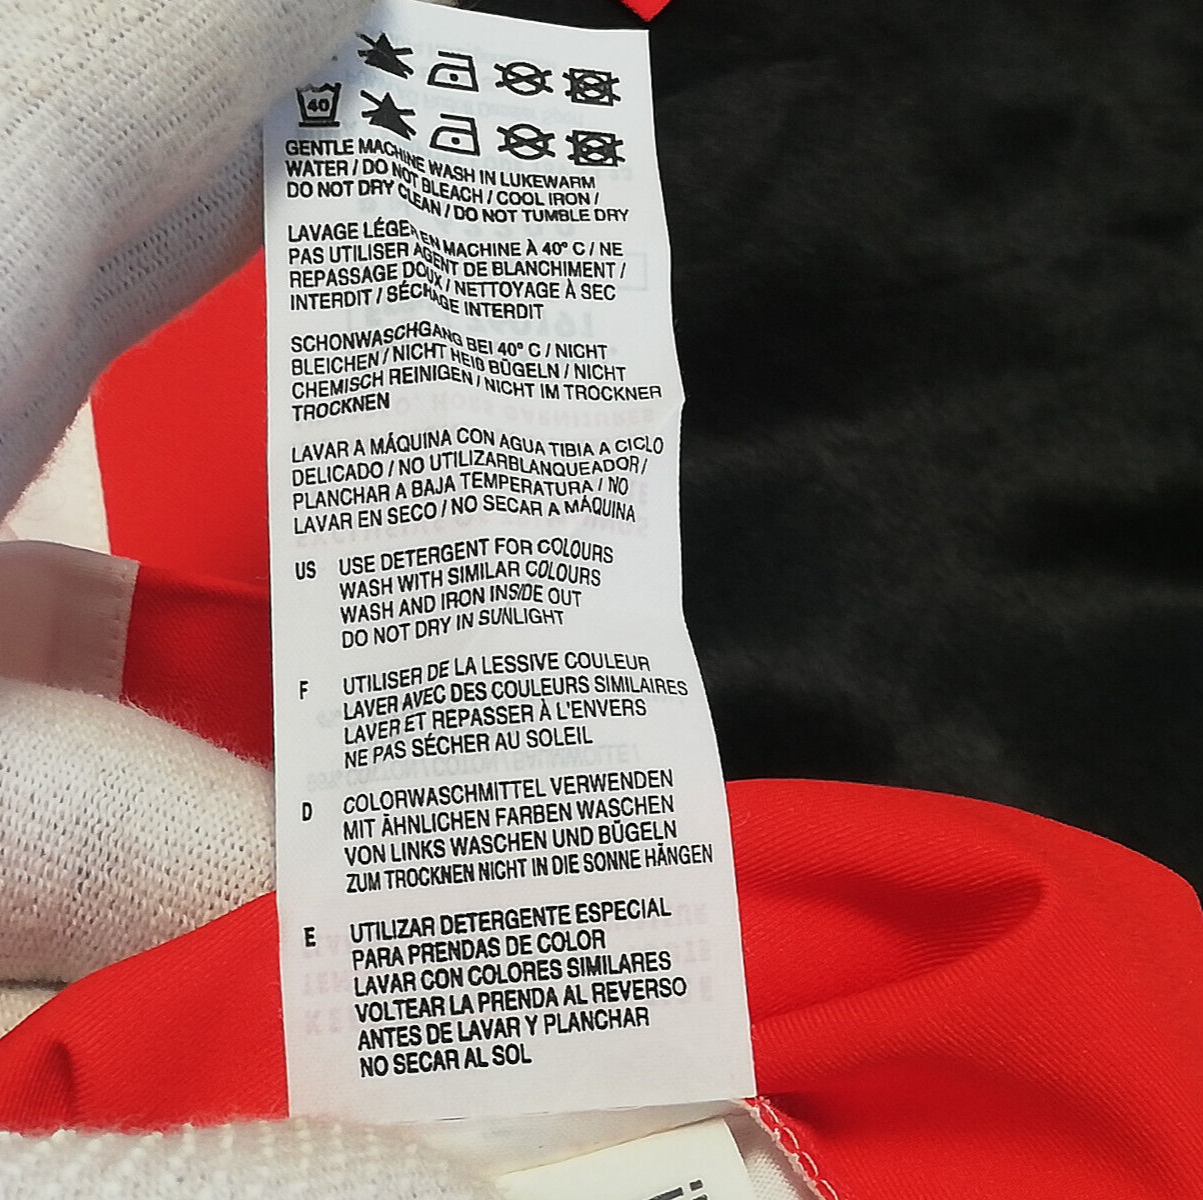 40
GENTLE MACHINE WASH IN LUKEWARM
WATER / DO NOT BLEACH / COOL IRON /
DO NOT DRY CLEAN / DO NOT TUMBLE DRY
LAVAGE LÉGER EN MACHINE À 40° C / NE
PAS UTILISER AGENT DE BLANCHIMENT /
REPASSAGE DOUX / NETTOYAGE À SEC
INTERDIT / SÉCHAGE INTERDIT
SCHONWASCHGANG BEI 40° C / NICHT
BLEICHEN / NICHT HEIß BÜGELN / NICHT
CHEMISCH REINIGEN / NICHT IM TROCKNER
TROCKNEN
LAVAR A MÁQUINA CON AGUA TIBIA A CICLO
DELICADO / NO UTILIZARBLANQUEADOR /
PLANCHAR A BAJA TEMPERATURA / NO
LAVAR EN SECO / NO SECAR A MÁQUINA
US USE DETERGENT FOR COLOURS
WASH WITH SIMILAR COLOURS
WASH AND IRON INSIDE OUT
DO NOT DRY IN SUNLIGHT
F UTILISER DE LA LESSIVE COULEUR
LAVER AVEC DES COULEURS SIMILAIRES
LAVER ET REPASSER À L'ENVERS
NE PAS SÉCHER AU SOLEIL
D COLORWASCHMITTEL VERWENDEN
MIT ÄHNLICHEN FARBEN WASCHEN
VON LINKS WASCHEN UND BÜGELN
ZUM TROCKNEN NICHT IN DIE SONNE HÄNGEN
E UTILIZAR DETERGENTE ESPECIAL
PARA PRENDAS DE COLOR
LAVAR CON COLORES SIMILARES
VOLTEAR LA PRENDA AL REVERSO
ANTES DE LAVAR Y PLANCHAR
NO SECAR AL SOL